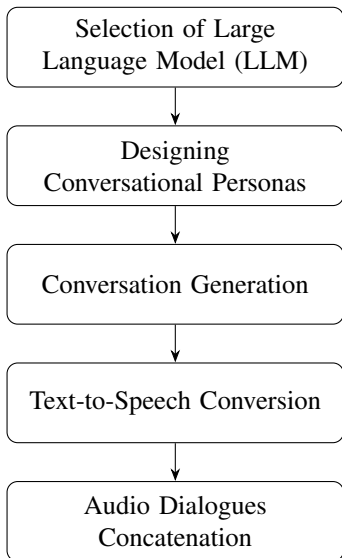 Selection of Large
Language Model (LLM)
Designing
Conversational Personas
Conversation Generation
Text-to-Speech Conversion
Audio Dialogues
Concatenation